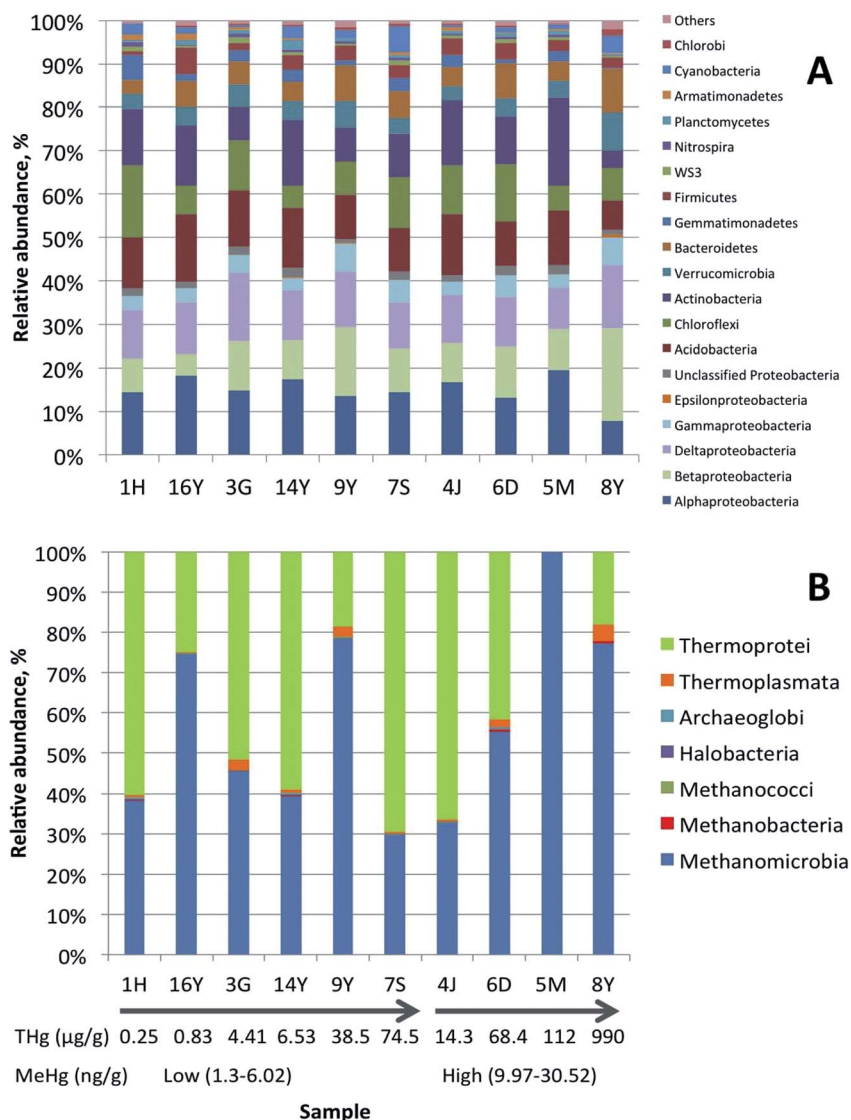 A
Relative abundance, %
100%
90%
80%
70%
60%
50%
40%
30%
20%
10%
0%
1H 16Y 3G 14Y 9Y 7S 4J 6D 5M 8Y
Others
Chlorobi
Cyanobacteria
Armatimonadetes
Planctomycetes
Nitrospira
WS3
Firmicutes
Gemmatimonadetes
Bacteroidetes
Verrucomicrobia
Actinobacteria
Chloroflexi
Acidobacteria
Unclassified Proteobacteria
Epsilonproteobacteria
Gammaproteobacteria
Deltaproteobacteria
Betaproteobacteria
Alphaproteobacteria
B
Relative abundance, %
100%
90%
80%
70%
60%
50%
40%
30%
20%
10%
0%
Thermoprotei
Thermoplasmata
Archaeoglobi
Halobacteria
Methanococci
Methanobacteria
Methanomicrobia
1H 16Y 3G 14Y 9Y 7S 4J 6D 5M 8Y
THg (µg/g) 0.25 0.83 4.41 6.53 38.5 74.5 14.3 68.4 112 990
MeHg (ng/g) Low (1.3-6.02) High (9.97-30.52)
Sample